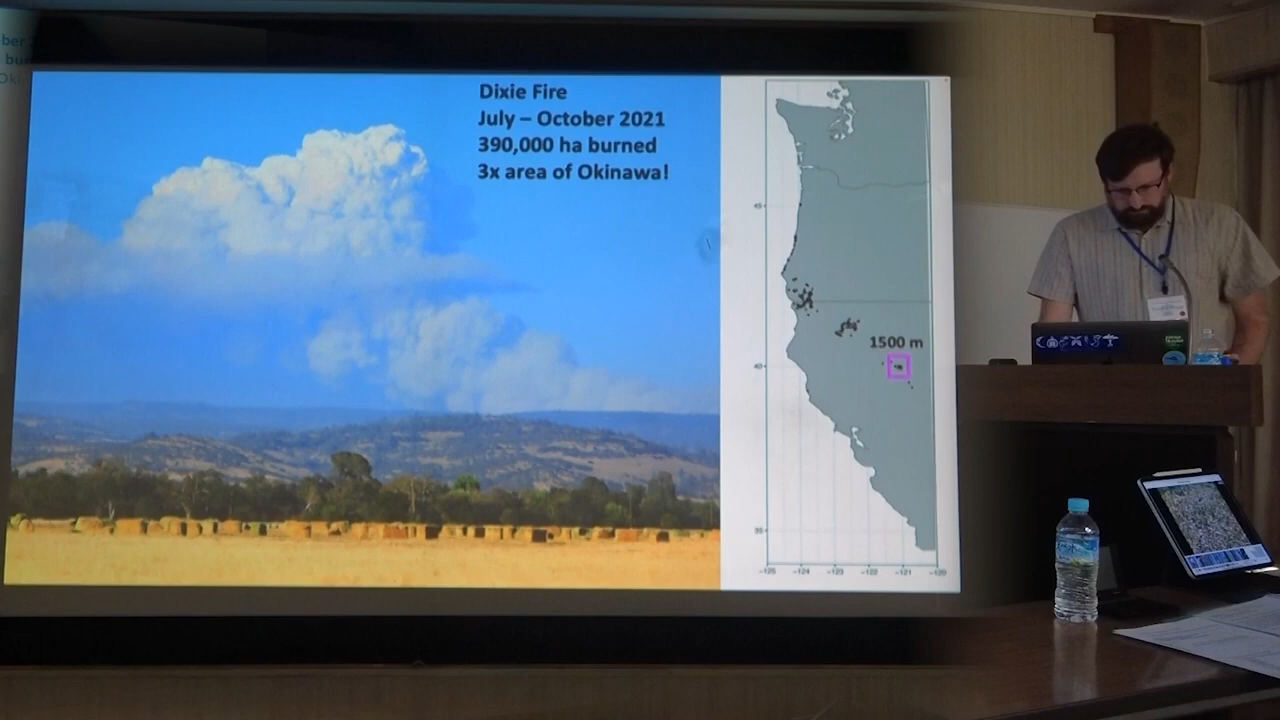 Dixie Fire
July – October 2021
390,000 ha burned
3x area of Okinawa!
1500 m
45
40
-125 -124 -123 -122 -121 -120